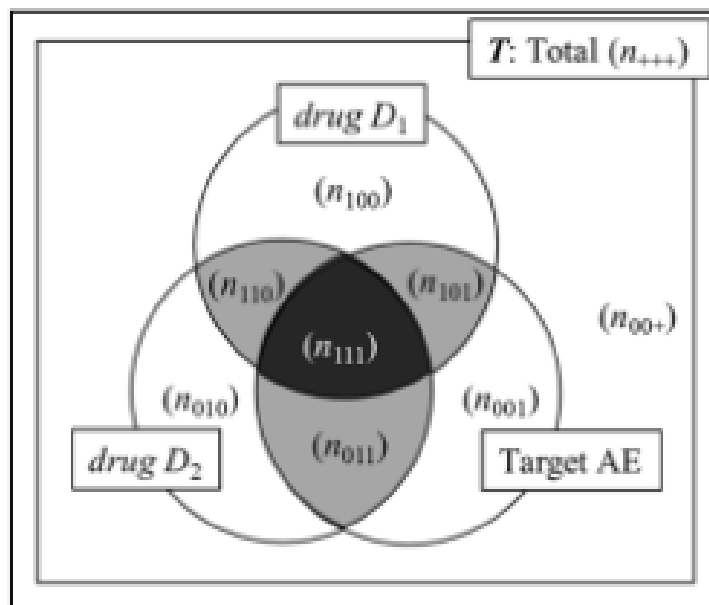 T: Total (n₊₊₊)
drug D₁
(n₁₀₀)
(n₁₁₀)
(n₁₀₁)
(n₀₀₊)
(n₁₁₁)
(n₀₁₀)
(n₀₀₁)
(n₀₁₁)
drug D₂
Target AE